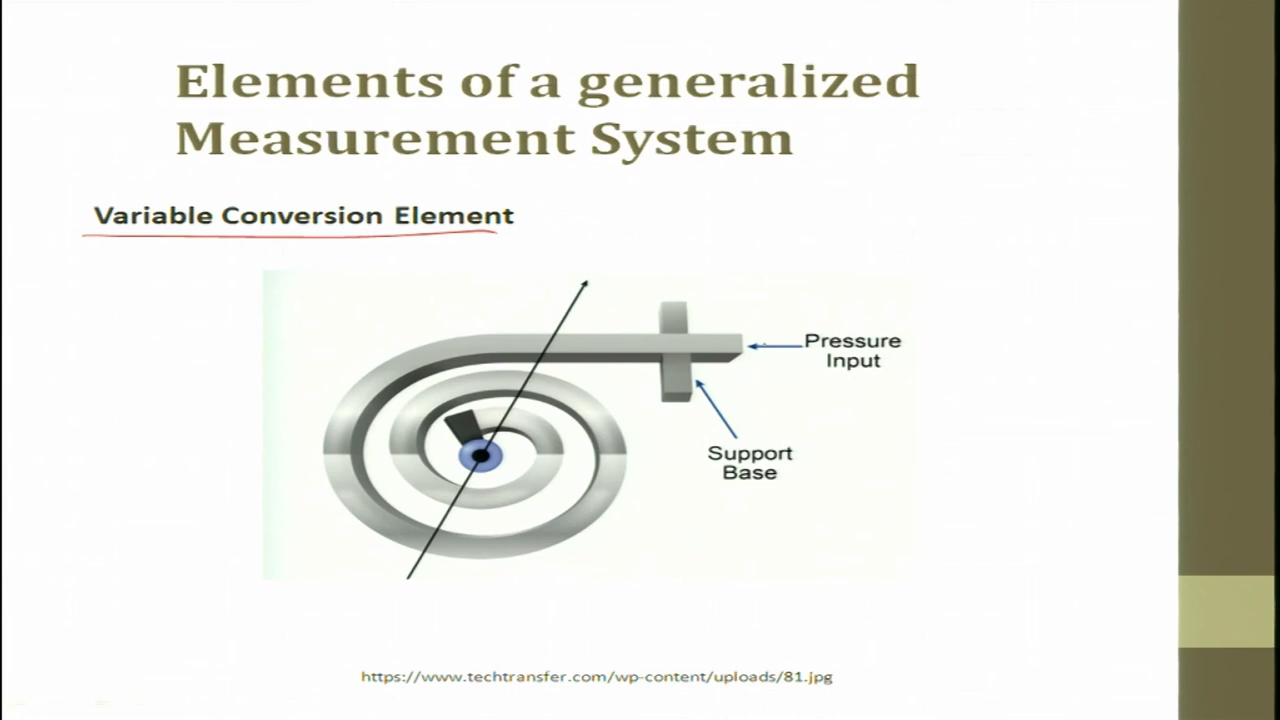 Elements of a generalized
Measurement System
Variable Conversion Element
Pressure
Input
Support
Base
https://www.techtransfer.com/wp-content/uploads/81.jpg